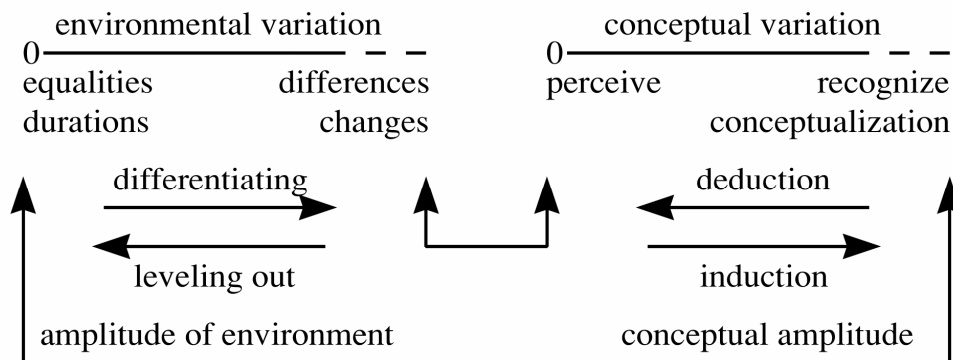 environmental variation
0
equalities differences
durations changes
differentiating
leveling out
amplitude of environment
conceptual variation
0
perceive recognize
conceptualization
deduction
induction
conceptual amplitude